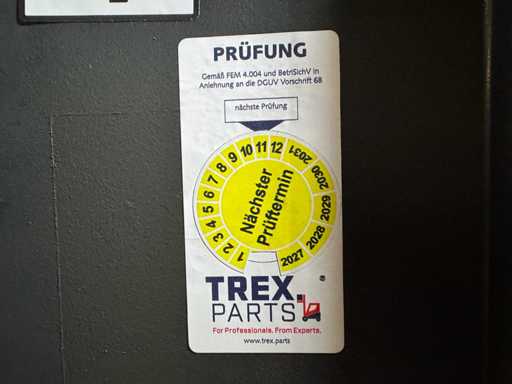 PRÜFUNG
Gemäß FEM 4.004 und BetrSichV in
Anlehnung an die DGUV Vorschrift 68
nächste Prüfung
1 2 3 4 5 6 7 8 9 10 11 12 2031 2030 2029 2028 2027
Nächster
Prüftermin
TREX.
PARTS
®
For Professionals. From Experts.
www.trex.parts